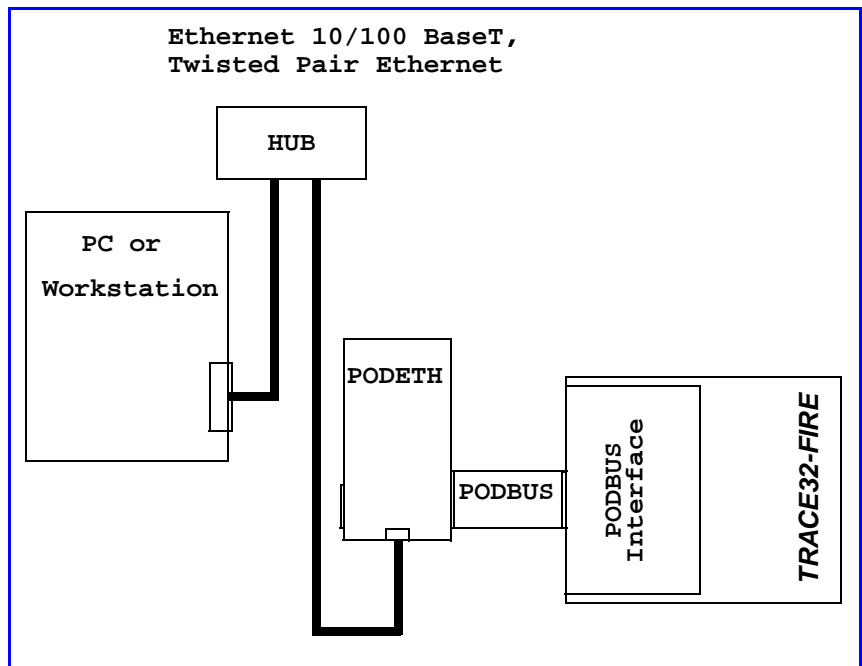 Ethernet 10/100 BaseT,
Twisted Pair Ethernet
HUB
PC or
Workstation
PODETH
PODBUS
PODBUS
Interface
TRACE32-FIRE